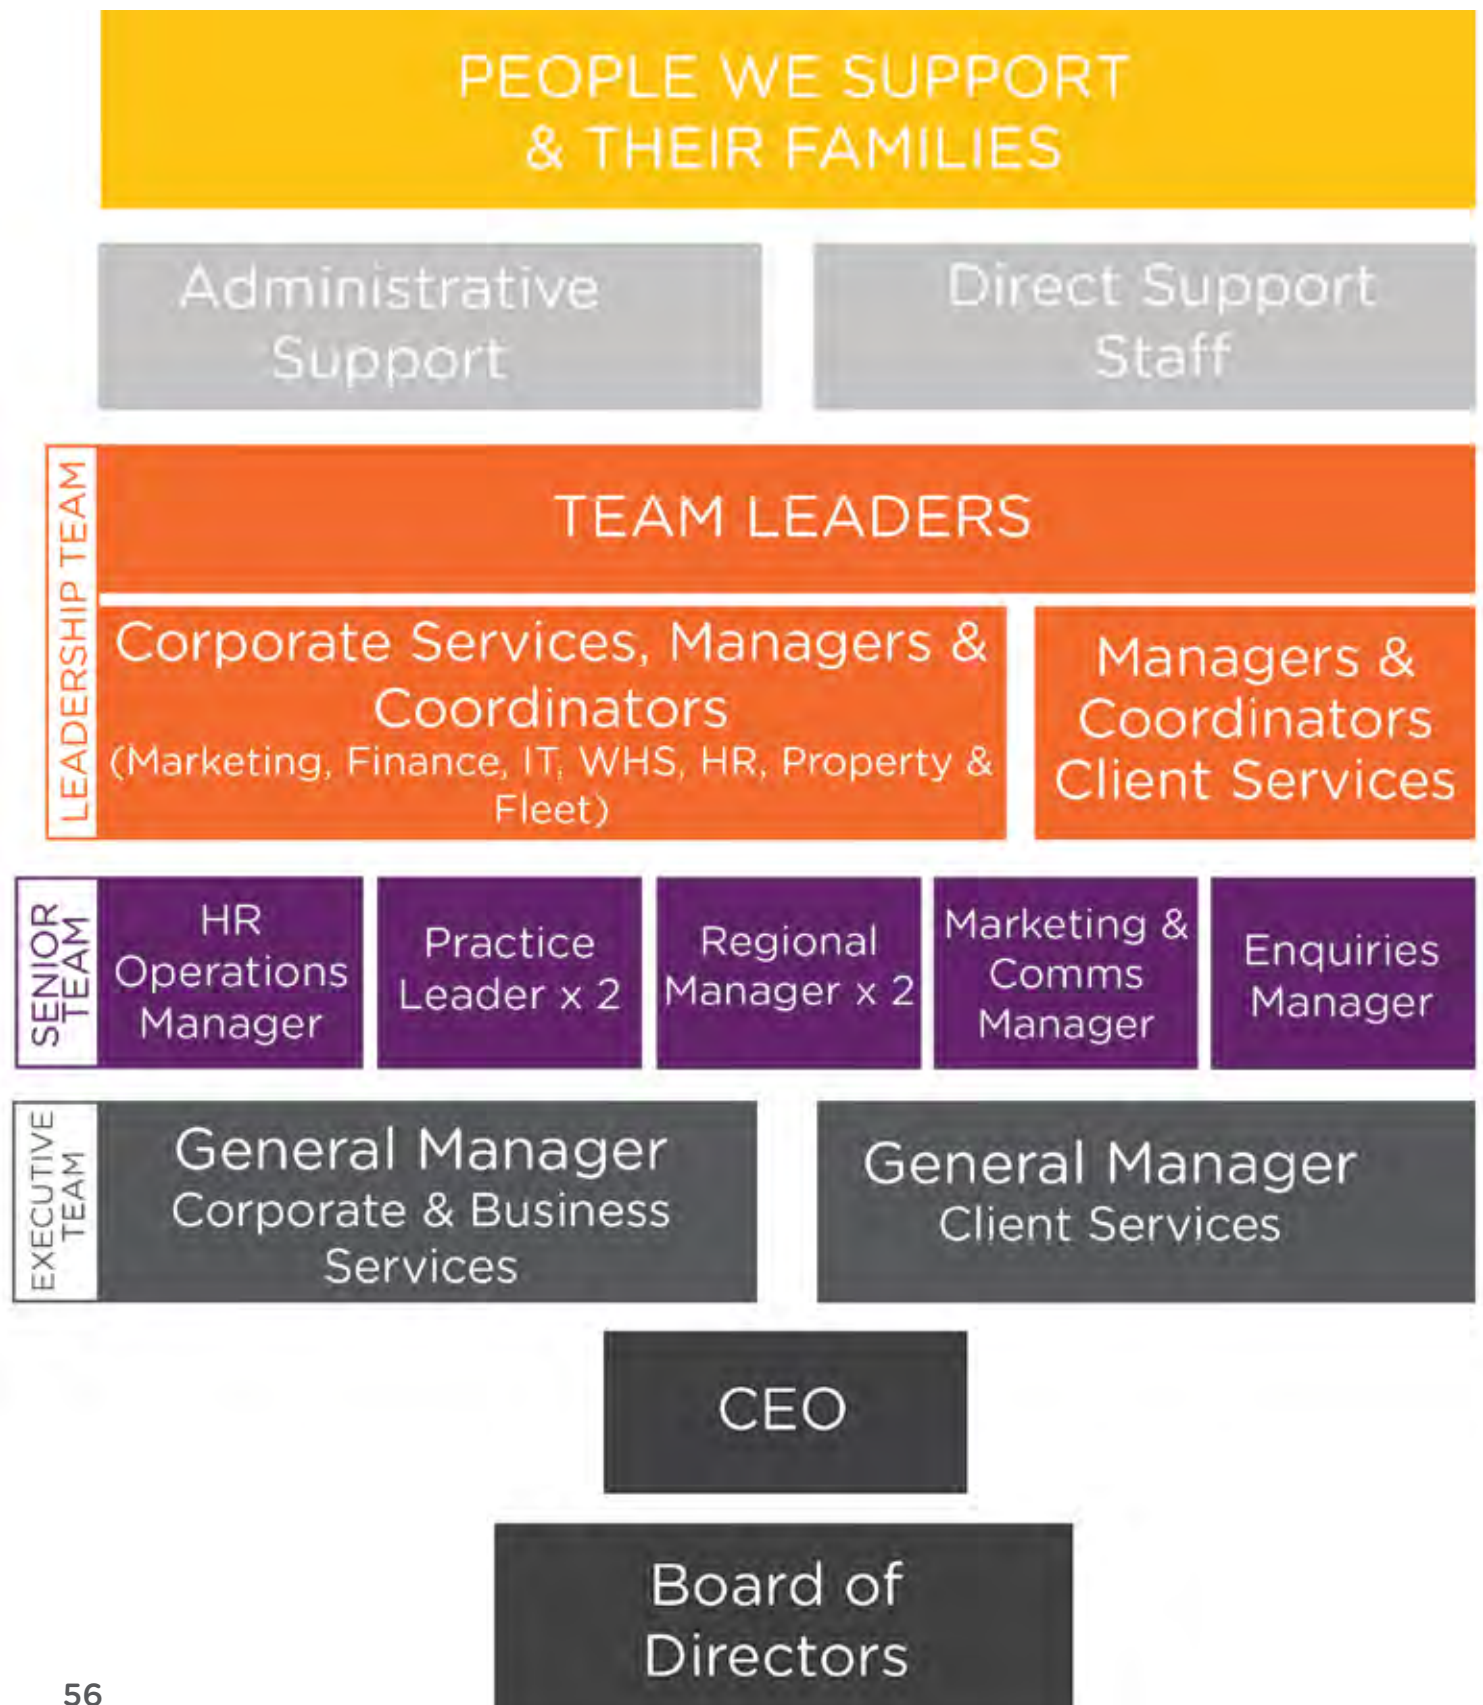 PEOPLE WE SUPPORT
& THEIR FAMILIES
Administrative
Support
Direct Support
Staff
LEADERSHIP TEAM
TEAM LEADERS
Corporate Services, Managers &
Coordinators
(Marketing, Finance, IT, WHS, HR, Property &
Fleet)
Managers &
Coordinators
Client Services
SENIOR
TEAM
HR
Operations
Manager
Practice
Leader x 2
Regional
Manager x 2
Marketing &
Comms
Manager
Enquiries
Manager
EXECUTIVE
TEAM
General Manager
Corporate & Business
Services
General Manager
Client Services
CEO
Board of
Directors
56